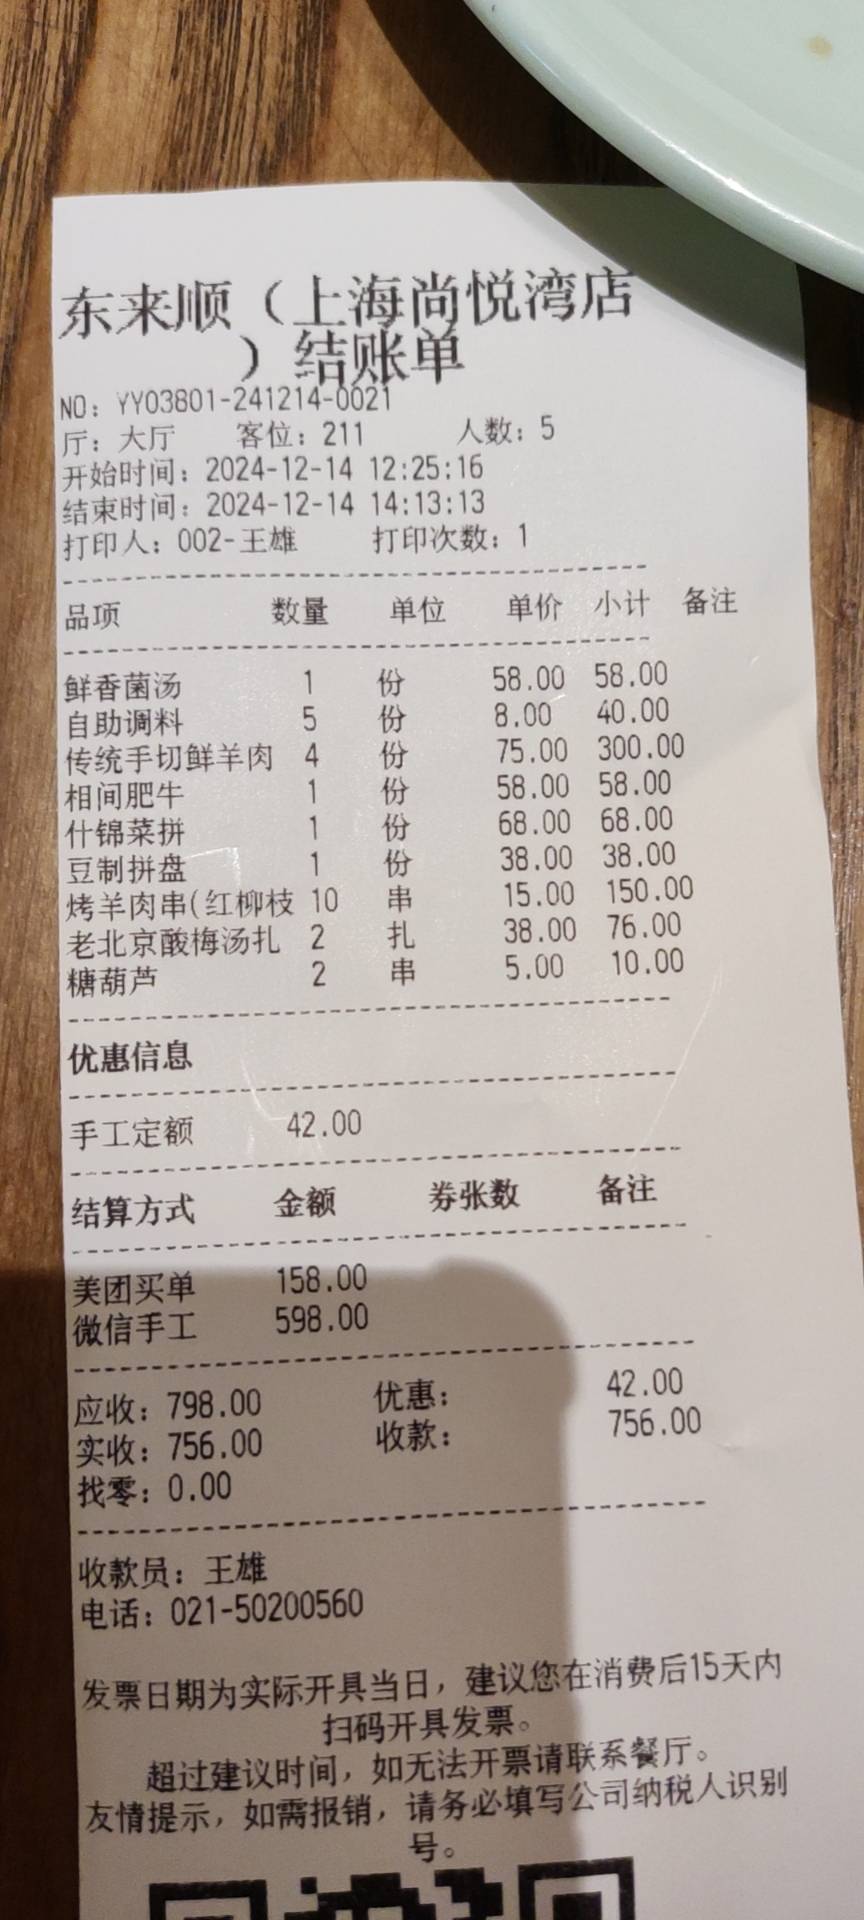 东来顺（上海尚悦湾店
）结账单
NO: YY03801-241214-0021
厅: 大厅 客位: 211 人数: 5
开始时间: 2024-12-14 12:25:16
结束时间: 2024-12-14 14:13:13
打印人: 002-王雄 打印次数: 1
品项 数量 单位 单价 小计 备注
鲜香菌汤 1 份 58.00 58.00
自助调料 5 份 8.00 40.00
传统手切鲜羊肉 4 份 75.00 300.00
相间肥牛 1 份 58.00 58.00
什锦菜拼 1 份 68.00 68.00
豆制拼盘 1 份 38.00 38.00
烤羊肉串(红柳枝 10 串 15.00 150.00
老北京酸梅汤扎 2 扎 38.00 76.00
糖葫芦 2 串 5.00 10.00
优惠信息
手工定额 42.00
结算方式 金额 券张数 备注
美团买单 158.00
微信手工 598.00
应收: 798.00 优惠: 42.00
实收: 756.00 收款: 756.00
找零: 0.00
收款员: 王雄
电话: 021-50200560
发票日期为实际开具当日，建议您在消费后15天内
扫码开具发票。
超过建议时间，如无法开票请联系餐厅。
友情提示，如需报销，请务必填写公司纳税人识别
号。